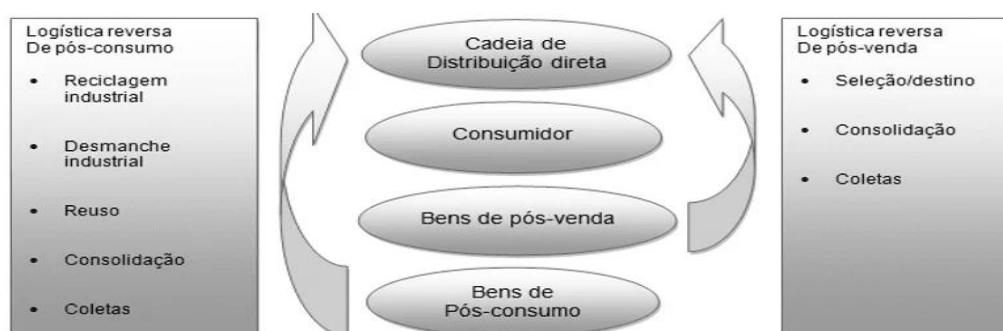 Logística reversa
De pós-consumo
• Reciclagem
industrial
• Desmanche
industrial
• Reuso
• Consolidação
• Coletas
Cadeia de
Distribuição direta
Consumidor
Bens de pós-venda
Bens de
Pós-consumo
Logística reversa
De pós-venda
• Seleção/destino
• Consolidação
• Coletas